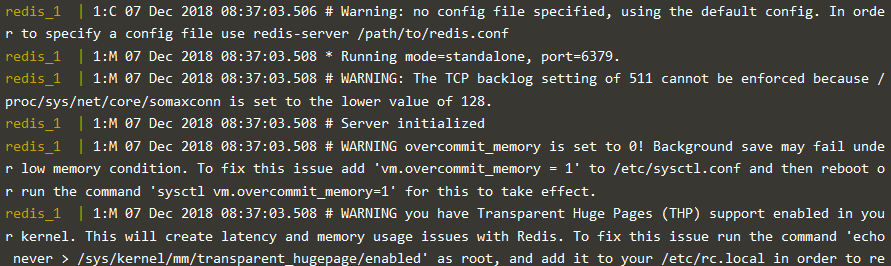 redis_1  | 1:C 07 Dec 2018 08:37:03.506 # Warning: no config file specified, using the default config. In orde
r to specify a config file use redis-server /path/to/redis.conf
redis_1  | 1:M 07 Dec 2018 08:37:03.508 * Running mode=standalone, port=6379.
redis_1  | 1:M 07 Dec 2018 08:37:03.508 # WARNING: The TCP backlog setting of 511 cannot be enforced because /
proc/sys/net/core/somaxconn is set to the lower value of 128.
redis_1  | 1:M 07 Dec 2018 08:37:03.508 # Server initialized
redis_1  | 1:M 07 Dec 2018 08:37:03.508 # WARNING overcommit_memory is set to 0! Background save may fail unde
r low memory condition. To fix this issue add 'vm.overcommit_memory = 1' to /etc/sysctl.conf and then reboot o
r run the command 'sysctl vm.overcommit_memory=1' for this to take effect.
redis_1  | 1:M 07 Dec 2018 08:37:03.508 # WARNING you have Transparent Huge Pages (THP) support enabled in you
r kernel. This will create latency and memory usage issues with Redis. To fix this issue run the command 'echo
 never > /sys/kernel/mm/transparent_hugepage/enabled' as root, and add it to your /etc/rc.local in order to re